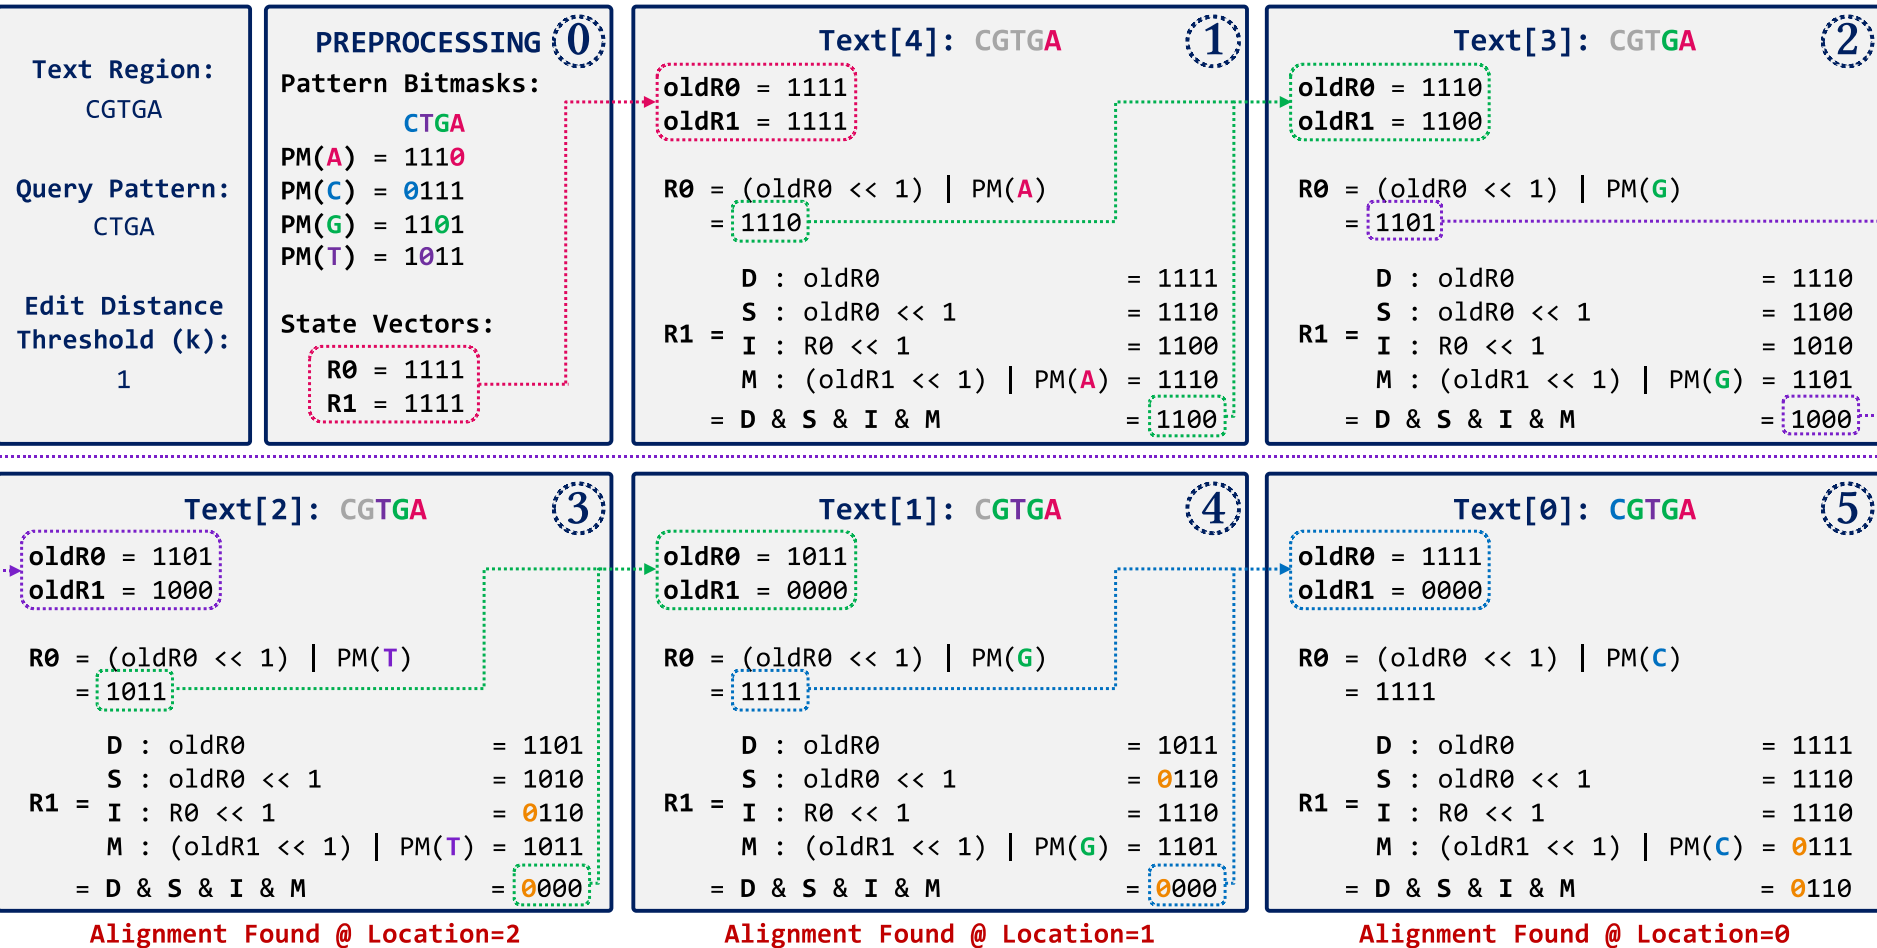 Text Region:
CGTGA
Query Pattern:
CTGA
Edit Distance
Threshold (k):
1
PREPROCESSING 0
Pattern Bitmasks:
CTGA
PM(A) = 1110
PM(C) = 0111
PM(G) = 1101
PM(T) = 1011
State Vectors:
R0 = 1111
R1 = 1111
Text[4]: CGTGA 1
oldR0 = 1111
oldR1 = 1111
R0 = (oldR0 << 1) | PM(A)
= 1110
D : oldR0 = 1111
S : oldR0 << 1 = 1110
R1 =
I : R0 << 1 = 1100
M : (oldR1 << 1) | PM(A) = 1110
= D & S & I & M = 1100
Text[3]: CGTGA 2
oldR0 = 1110
oldR1 = 1100
R0 = (oldR0 << 1) | PM(G)
= 1101
D : oldR0 = 1110
S : oldR0 << 1 = 1100
R1 =
I : R0 << 1 = 1010
M : (oldR1 << 1) | PM(G) = 1101
= D & S & I & M = 1000
Text[2]: CGTGA 3
oldR0 = 1101
oldR1 = 1000
R0 = (oldR0 << 1) | PM(T)
= 1011
D : oldR0 = 1101
S : oldR0 << 1 = 1010
R1 =
I : R0 << 1 = 0110
M : (oldR1 << 1) | PM(T) = 1011
= D & S & I & M = 0000
Alignment Found @ Location=2
Text[1]: CGTGA 4
oldR0 = 1011
oldR1 = 0000
R0 = (oldR0 << 1) | PM(G)
= 1111
D : oldR0 = 1011
S : oldR0 << 1 = 0110
R1 =
I : R0 << 1 = 1110
M : (oldR1 << 1) | PM(G) = 1101
= D & S & I & M = 0000
Alignment Found @ Location=1
Text[0]: CGTGA 5
oldR0 = 1111
oldR1 = 0000
R0 = (oldR0 << 1) | PM(C)
= 1111
D : oldR0 = 1111
S : oldR0 << 1 = 1110
R1 =
I : R0 << 1 = 1110
M : (oldR1 << 1) | PM(C) = 0111
= D & S & I & M = 0110
Alignment Found @ Location=0